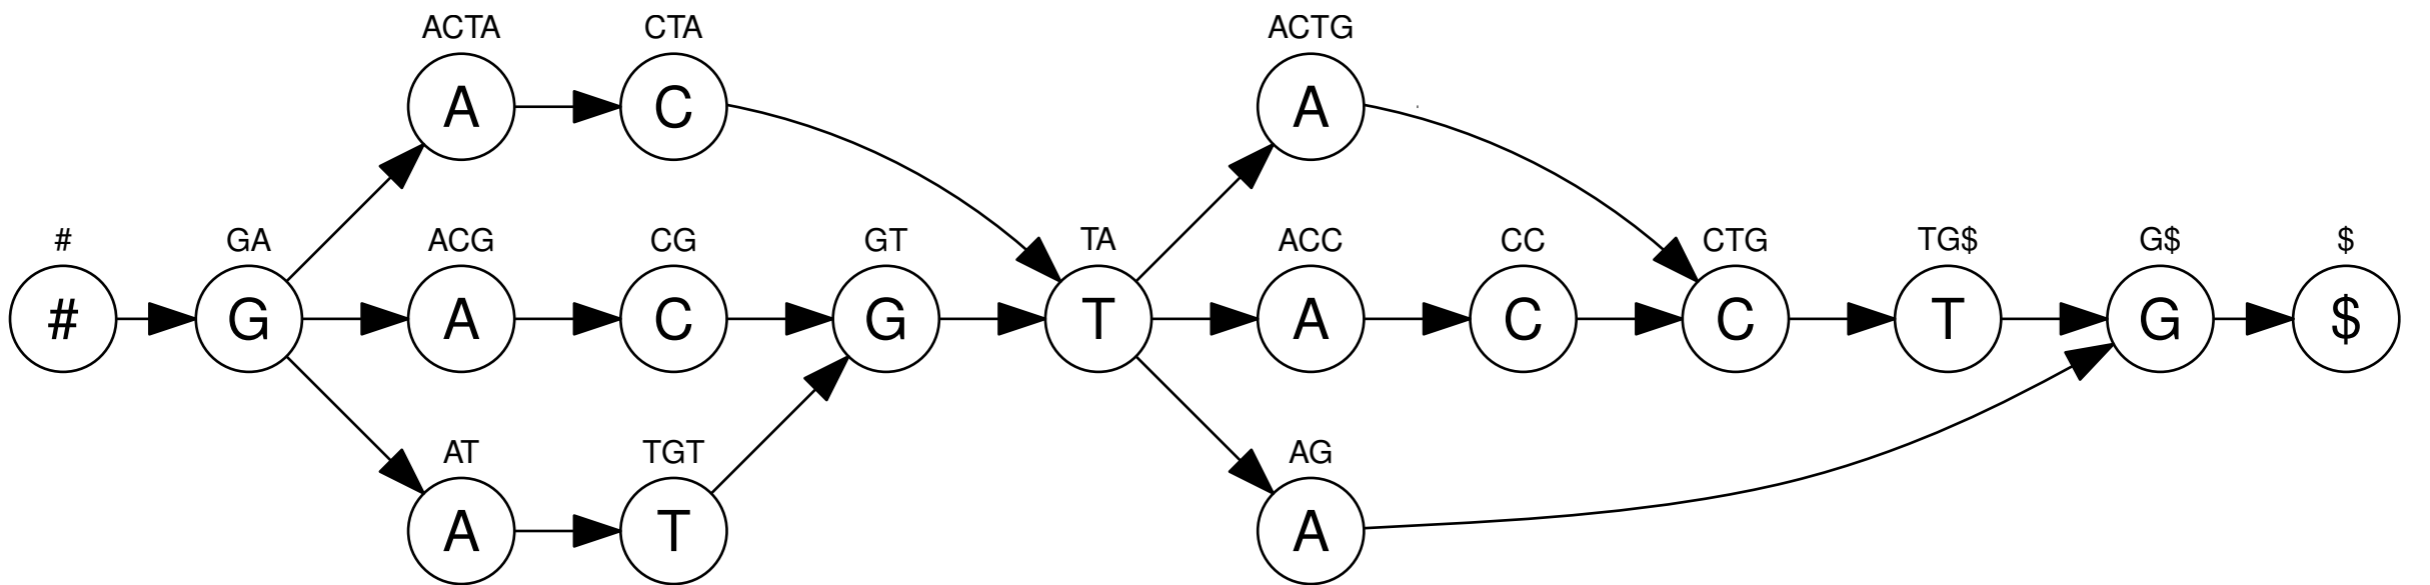 ACTA CTA ACTG
A C A
# GA ACG CG GT TA ACC CC CTG TG$ G$ $
# G A C G T A C C T G $
AT TGT AG
A T A